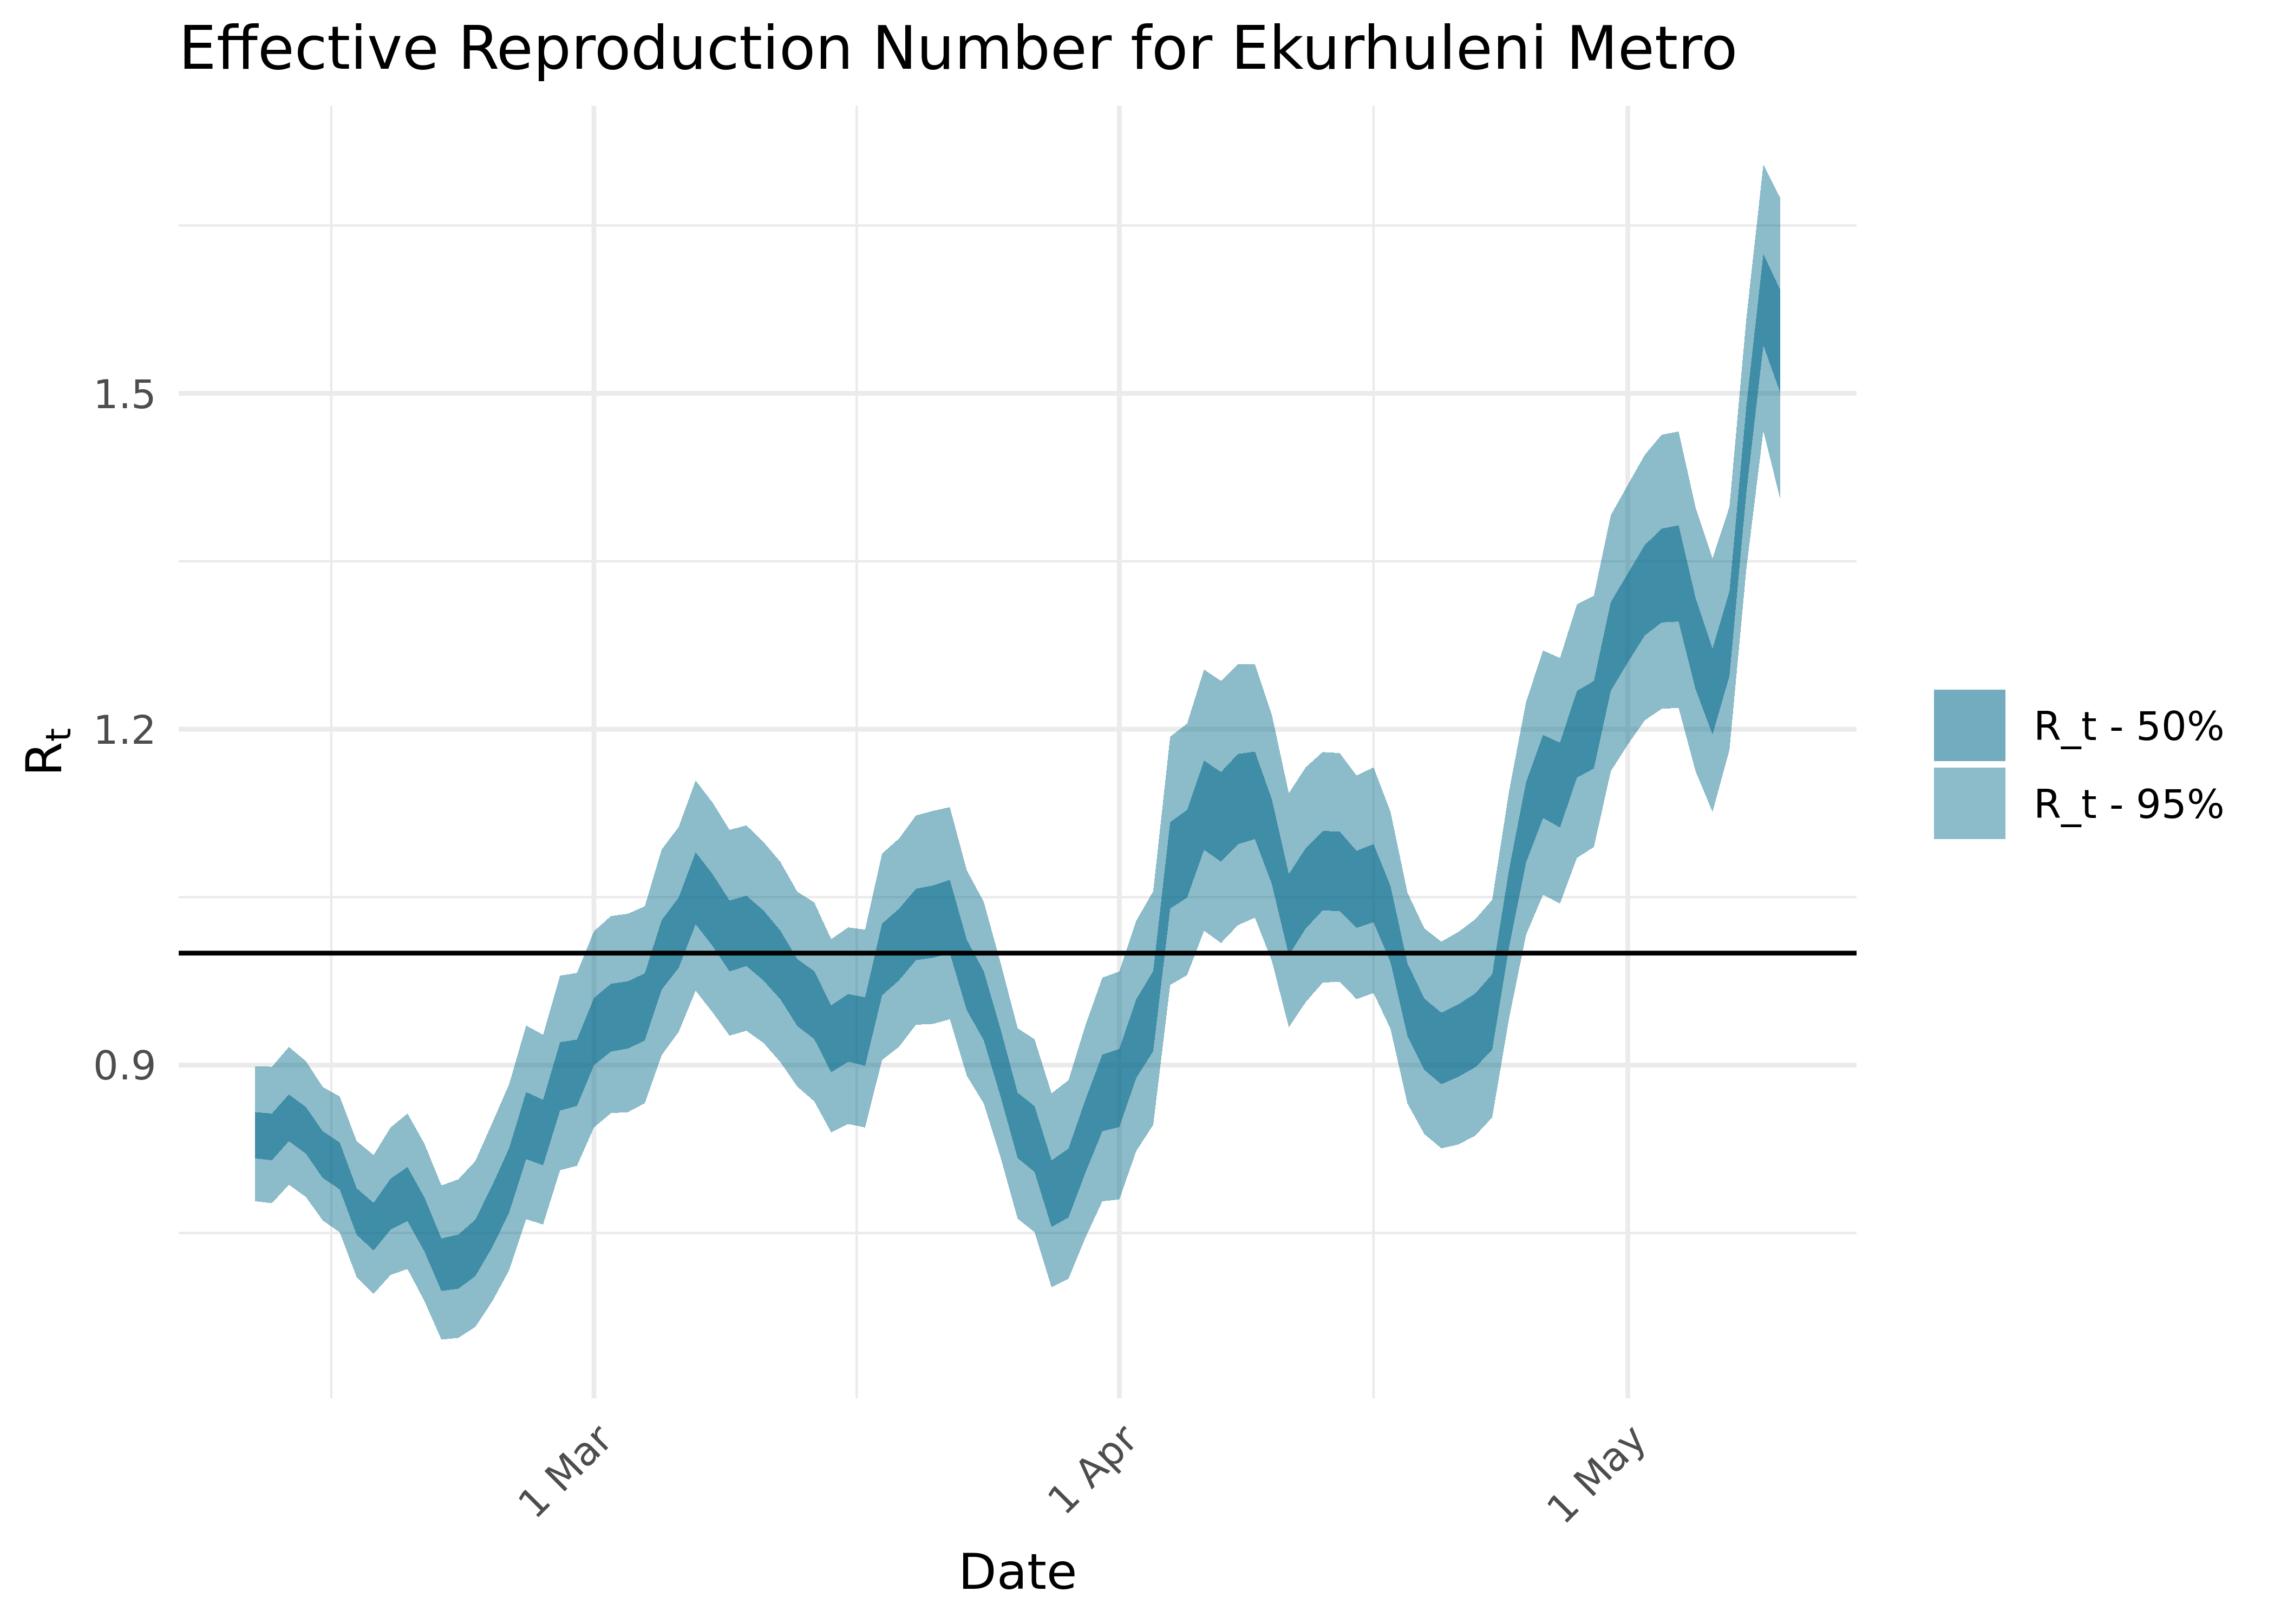 Effective Reproduction Number for Ekurhuleni Metro
R_t
1.5
1.2
0.9
1 Mar
1 Apr
1 May
Date
R_t - 50%
R_t - 95%